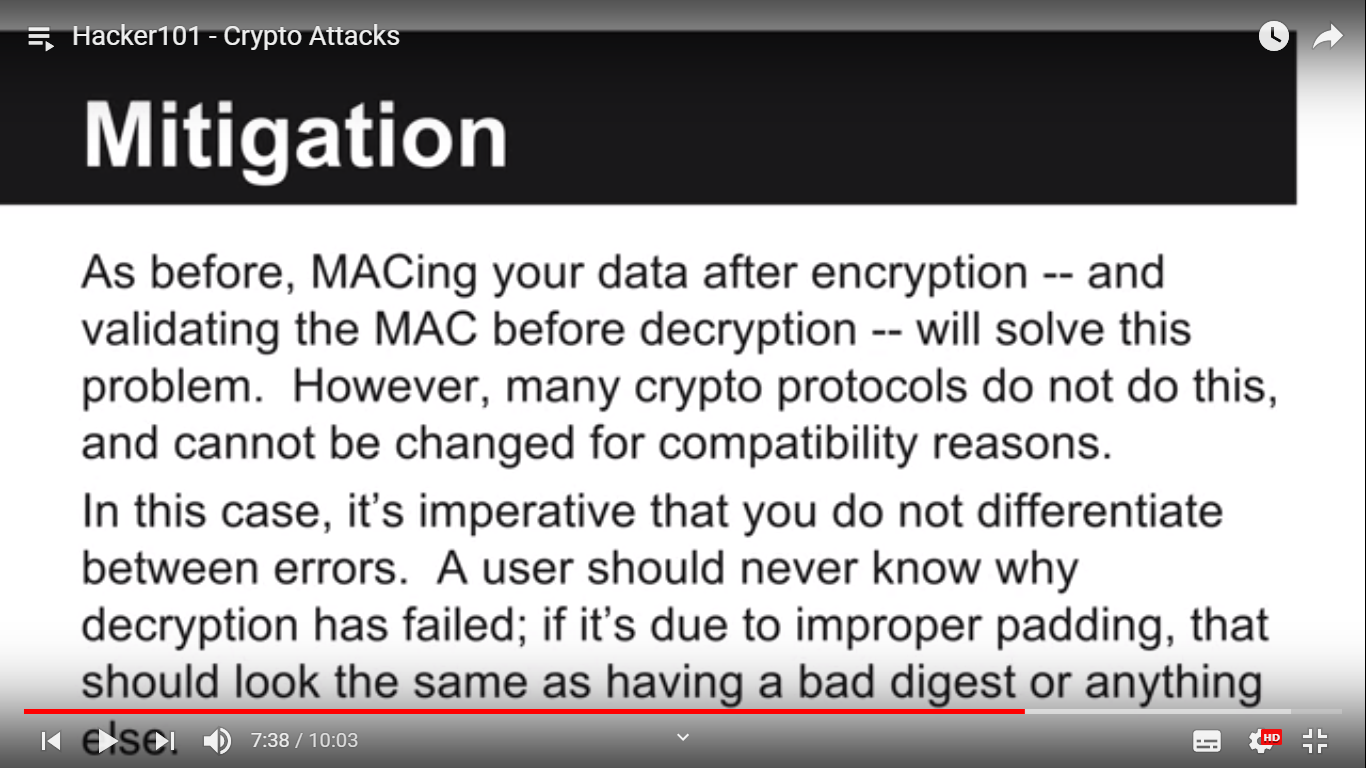 Hacker101 - Crypto Attacks
Mitigation
As before, MACing your data after encryption -- and
validating the MAC before decryption -- will solve this
problem.  However, many crypto protocols do not do this,
and cannot be changed for compatibility reasons.
In this case, it’s imperative that you do not differentiate
between errors.  A user should never know why
decryption has failed; if it’s due to improper padding, that
should look the same as having a bad digest or anything
else.
7:38 / 10:03
HD